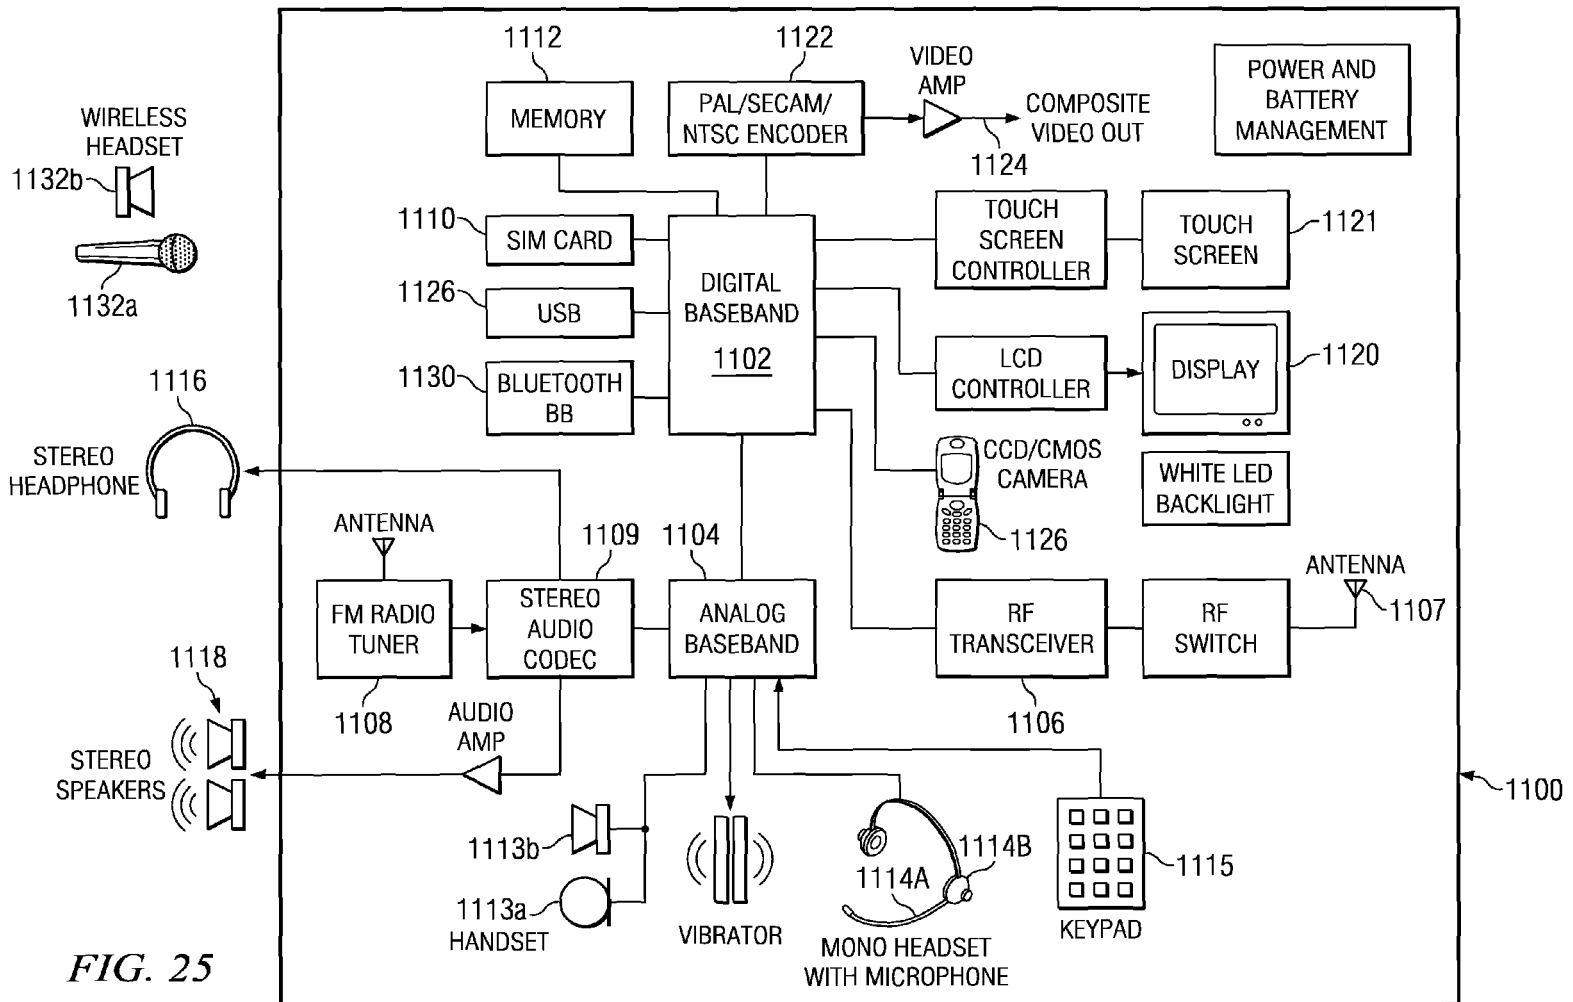 1112
1122
VIDEO
AMP
COMPOSITE
VIDEO OUT
POWER AND
BATTERY
MANAGEMENT
MEMORY
PAL/SECAM/
NTSC ENCODER
1124
WIRELESS
HEADSET
1132b
1132a
1110
SIM CARD
1126
USB
1130
BLUETOOTH
BB
DIGITAL
BASEBAND
1102
TOUCH
SCREEN
CONTROLLER
TOUCH
SCREEN
1121
LCD
CONTROLLER
DISPLAY
1120
CCD/CMOS
CAMERA
1126
WHITE LED
BACKLIGHT
1116
STEREO
HEADPHONE
ANTENNA
1109
1104
FM RADIO
TUNER
1108
STEREO
AUDIO
CODEC
ANALOG
BASEBAND
RF
TRANSCEIVER
1106
RF
SWITCH
ANTENNA
1107
1118
STEREO
SPEAKERS
AUDIO
AMP
1113b
1113a
HANDSET
VIBRATOR
1114A
1114B
MONO HEADSET
WITH MICROPHONE
1115
KEYPAD
1100
FIG. 25